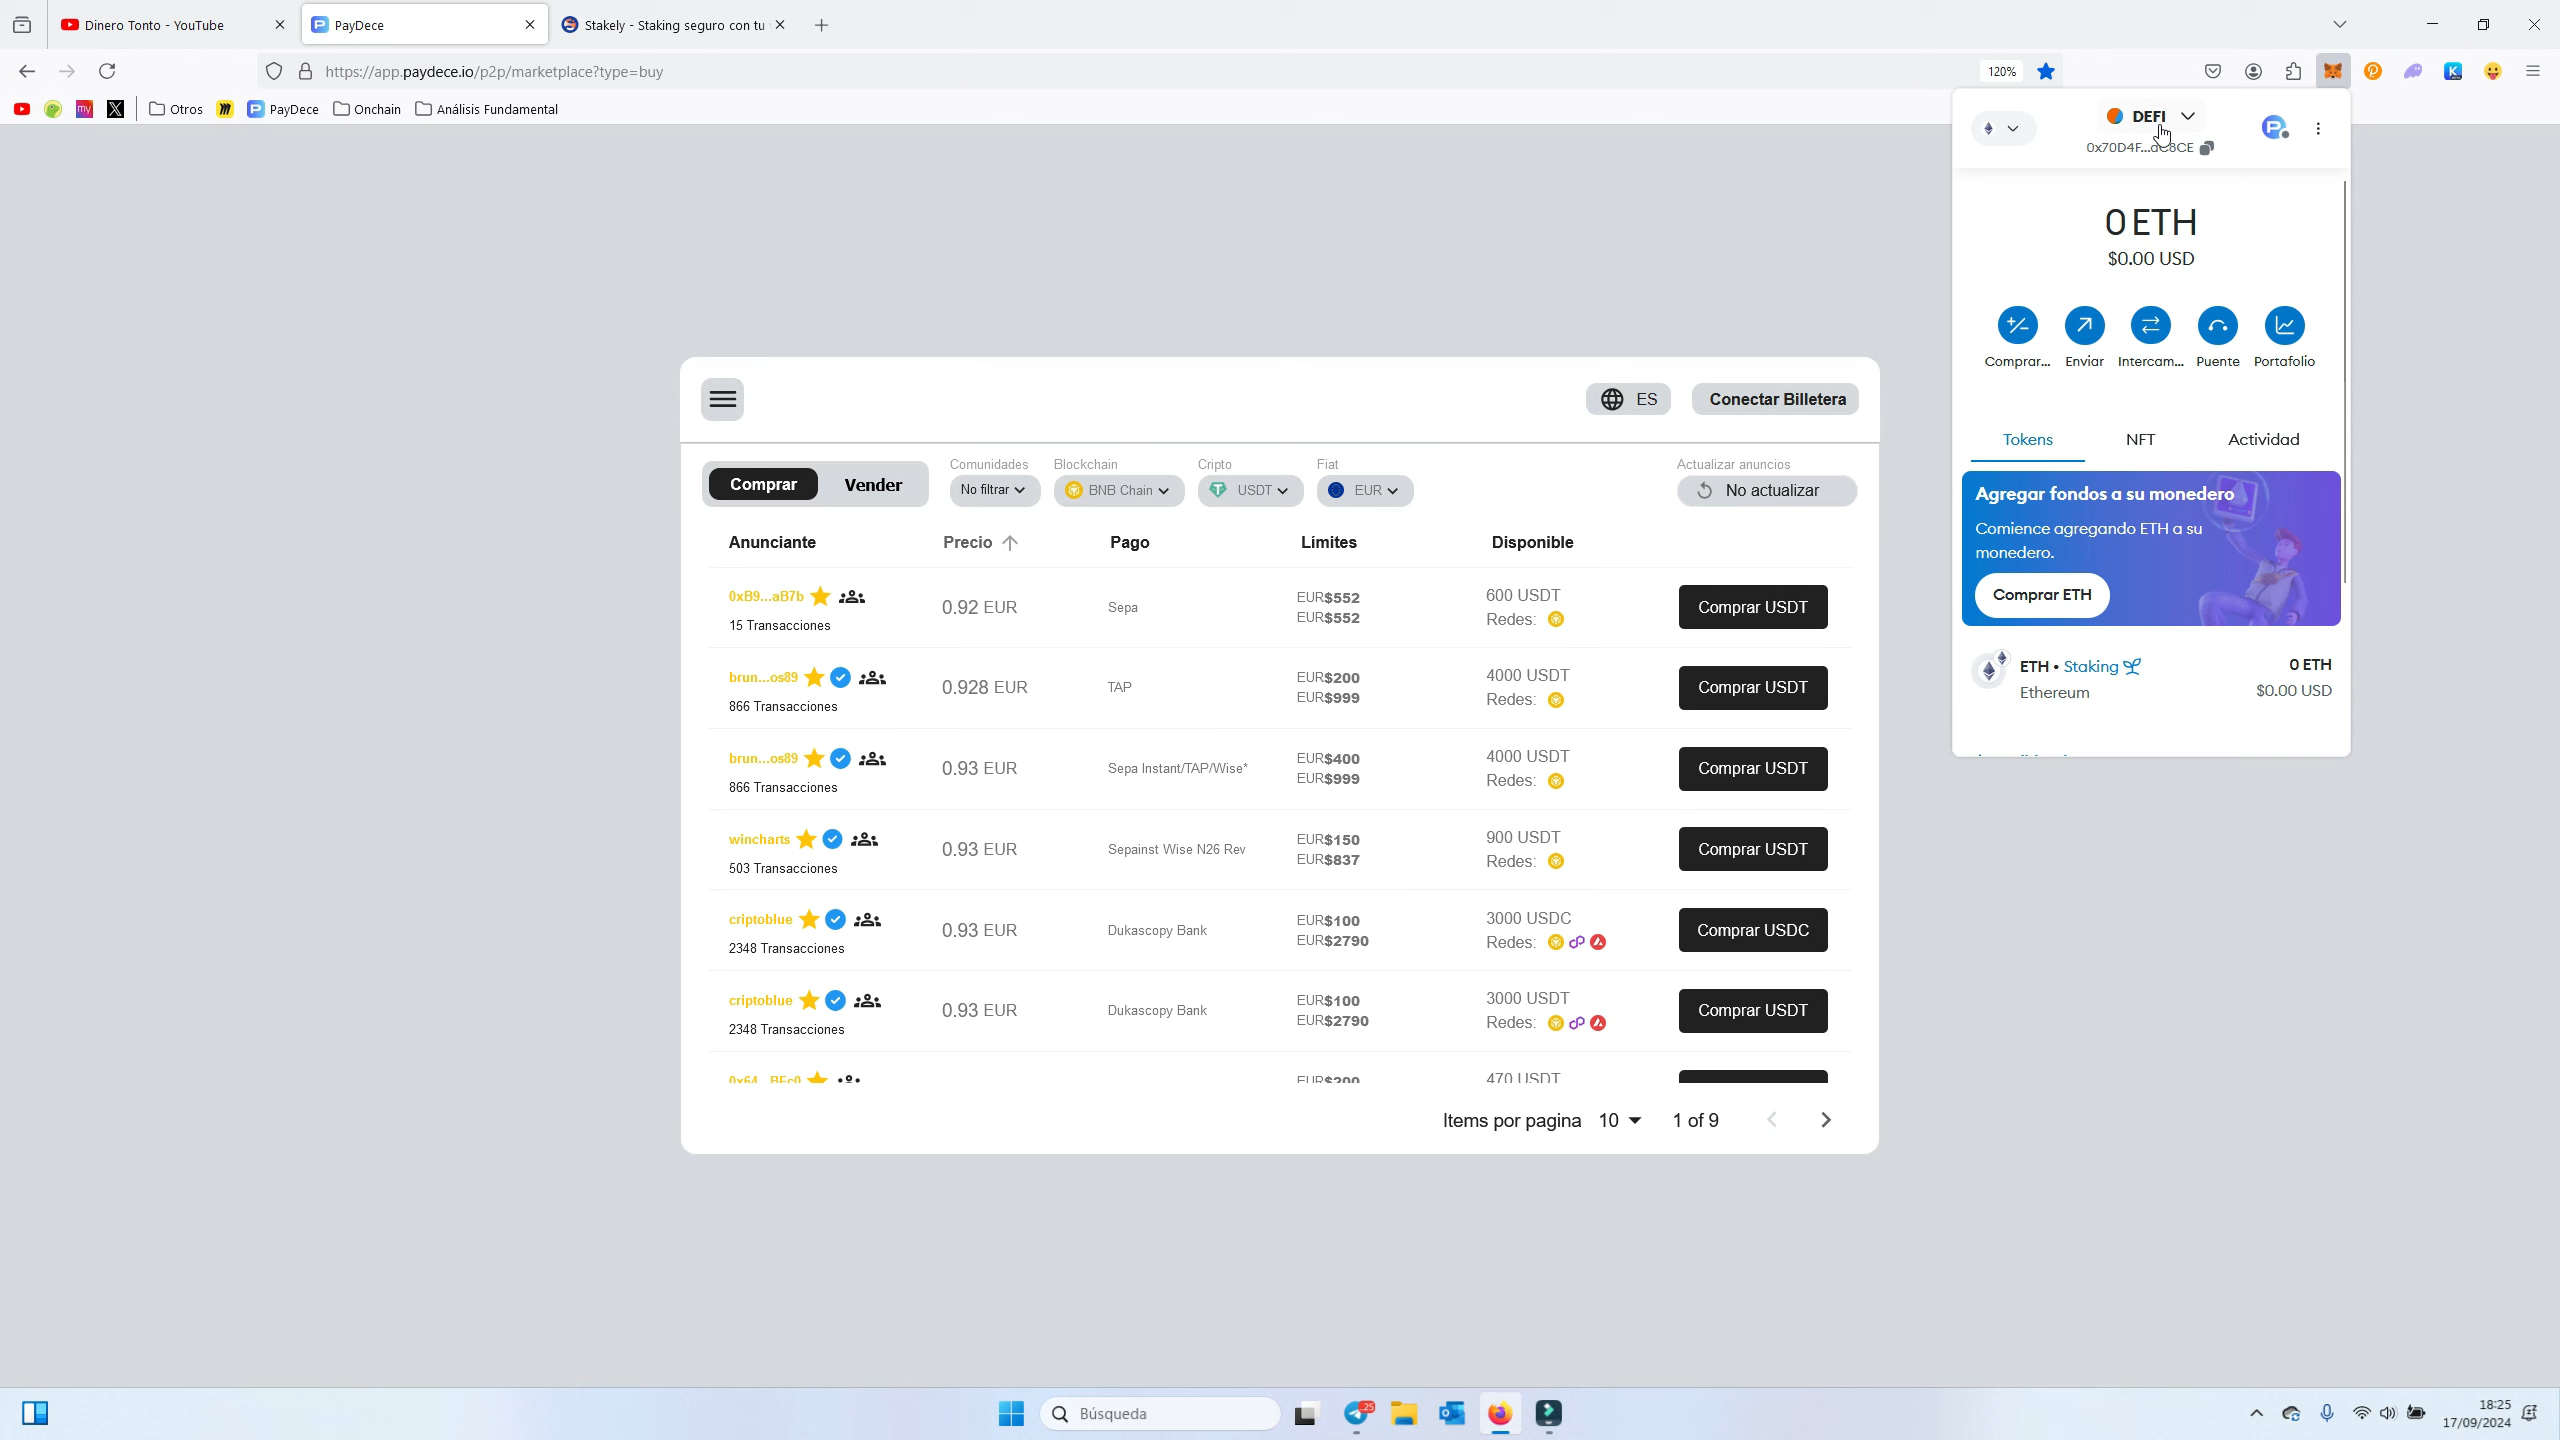 Dinero Tonto - YouTube
PayDece
Stakely - Staking seguro con tu
https://app.paydece.io/p2p/marketplace?type=buy
120%
Otros
PayDece
Onchain
Análisis Fundamental
DEFI
0x70D4F...dC8CE
0 ETH
$0.00 USD
Comprar...
Enviar
Intercam...
Puente
Portafolio
Tokens
NFT
Actividad
Agregar fondos a su monedero
Comience agregando ETH a su
monedero.
Comprar ETH
ETH • Staking
0 ETH
Ethereum
$0.00 USD
ES
Conectar Billetera
Comprar
Vender
Comunidades
No filtrar
Blockchain
BNB Chain
Cripto
USDT
Fiat
EUR
Actualizar anuncios
No actualizar
Anunciante
Precio
Pago
Límites
Disponible
0xB9...aB7b
15 Transacciones
0.92 EUR
Sepa
EUR$552
EUR$552
600 USDT
Redes:
Comprar USDT
brun...os89
866 Transacciones
0.928 EUR
TAP
EUR$200
EUR$999
4000 USDT
Redes:
Comprar USDT
brun...os89
866 Transacciones
0.93 EUR
Sepa Instant/TAP/Wise*
EUR$400
EUR$999
4000 USDT
Redes:
Comprar USDT
wincharts
503 Transacciones
0.93 EUR
Sepainst Wise N26 Rev
EUR$150
EUR$837
900 USDT
Redes:
Comprar USDT
criptoblue
2348 Transacciones
0.93 EUR
Dukascopy Bank
EUR$100
EUR$2790
3000 USDC
Redes:
Comprar USDC
criptoblue
2348 Transacciones
0.93 EUR
Dukascopy Bank
EUR$100
EUR$2790
3000 USDT
Redes:
Comprar USDT
0x64...BEc0
EUR$200
470 USDT
Items por pagina
10
1 of 9
Búsqueda
25
18:25
17/09/2024